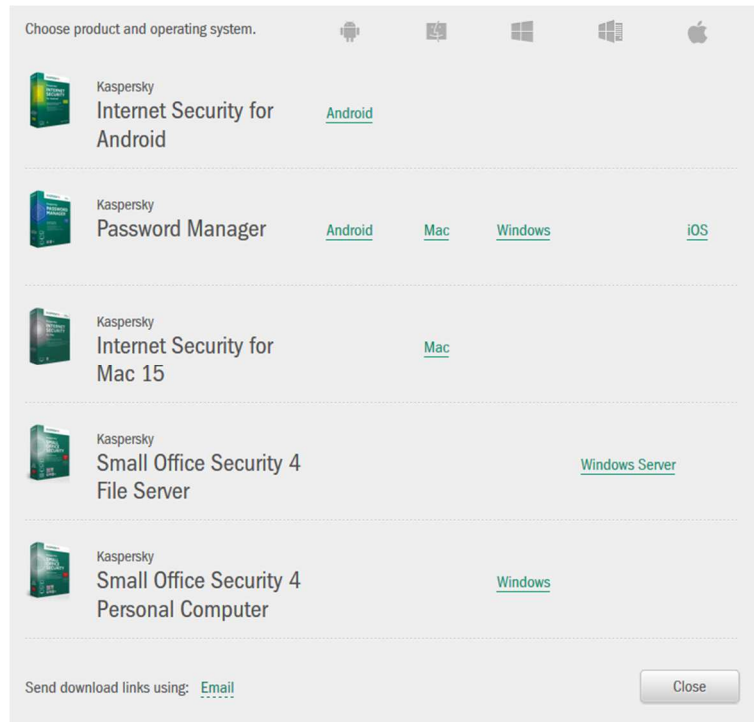 Choose product and operating system.
Kaspersky
Internet Security for
Android
Android
Kaspersky
Password Manager
Android Mac Windows iOS
Kaspersky
Internet Security for
Mac 15
Mac
Kaspersky
Small Office Security 4
File Server
Windows Server
Kaspersky
Small Office Security 4
Personal Computer
Windows
Send download links using: Email
Close